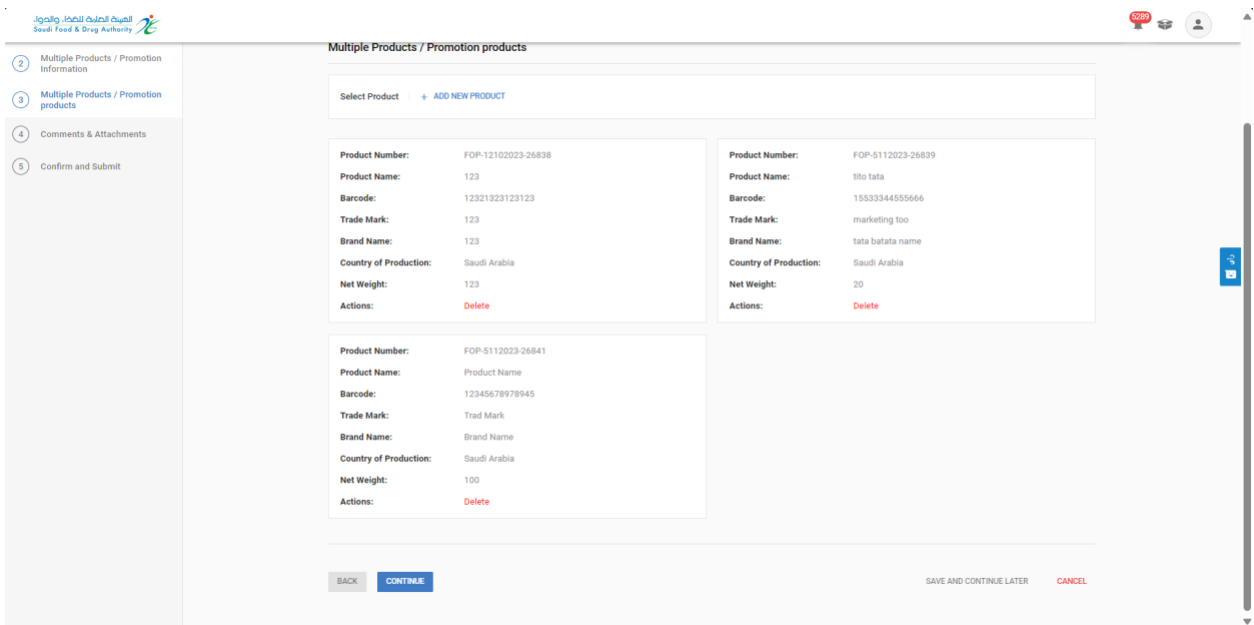 الهيئة العامة للغذاء والدواء
Saudi Food & Drug Authority
5289
2 Multiple Products / Promotion
Information
3 Multiple Products / Promotion
products
4 Comments & Attachments
5 Confirm and Submit
Multiple Products / Promotion products
Select Product + ADD NEW PRODUCT
Product Number: FOP-12102023-26838
Product Name: 123
Barcode: 12321323123123
Trade Mark: 123
Brand Name: 123
Country of Production: Saudi Arabia
Net Weight: 123
Actions: Delete
Product Number: FOP-5112023-26839
Product Name: tito tata
Barcode: 15533344555666
Trade Mark: marketing too
Brand Name: tata batata name
Country of Production: Saudi Arabia
Net Weight: 20
Actions: Delete
Product Number: FOP-5112023-26841
Product Name: Product Name
Barcode: 12345678978945
Trade Mark: Trad Mark
Brand Name: Brand Name
Country of Production: Saudi Arabia
Net Weight: 100
Actions: Delete
BACK CONTINUE SAVE AND CONTINUE LATER CANCEL